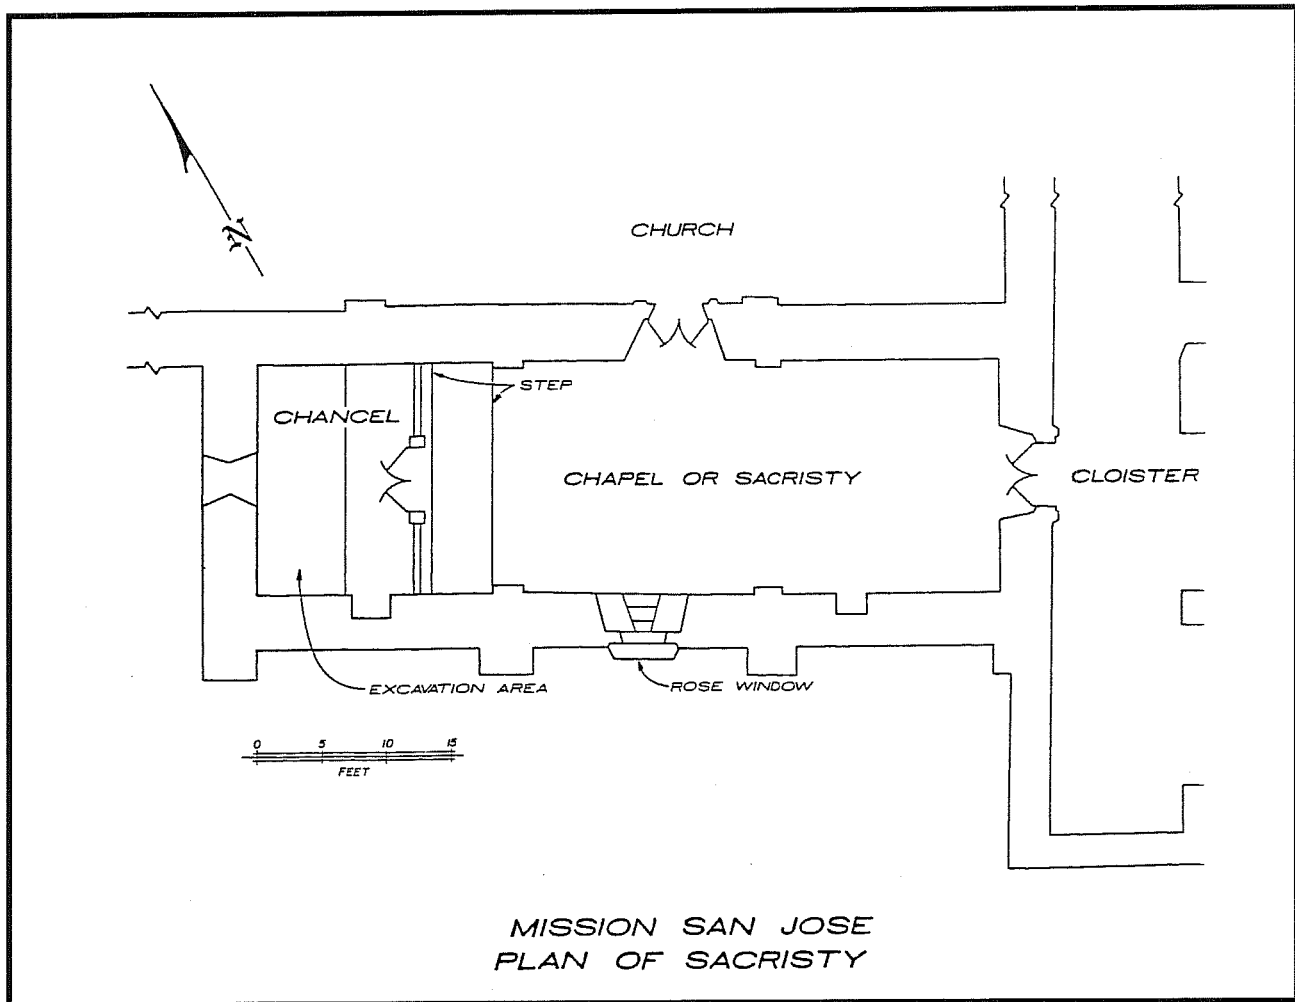 N
CHURCH
STEP
CHANCEL
CHAPEL OR SACRISTY
CLOISTER
EXCAVATION AREA
ROSE WINDOW
0 5 10 15
FEET
MISSION SAN JOSE
PLAN OF SACRISTY